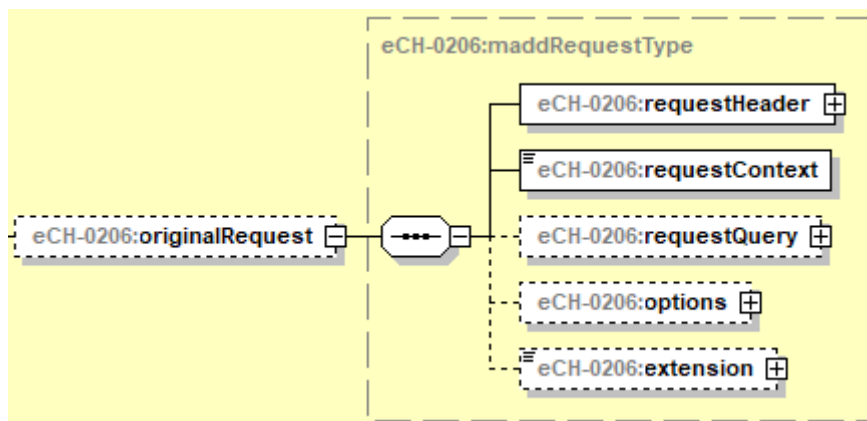 eCH-0206:maddRequestType
eCH-0206:requestHeader
eCH-0206:requestContext
eCH-0206:originalRequest
eCH-0206:requestQuery
eCH-0206:options
eCH-0206:extension